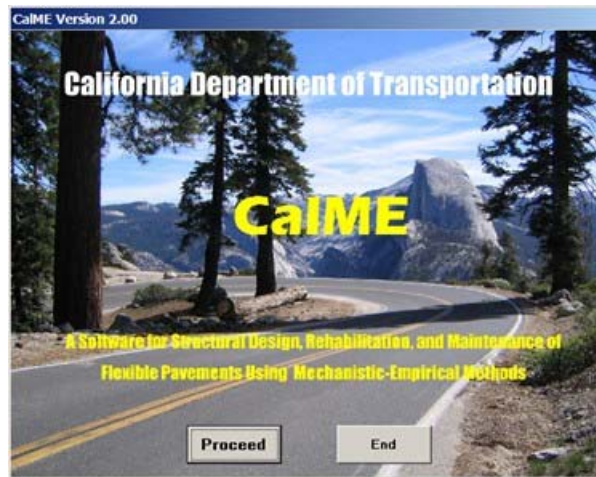 CalME Version 2.00
California Department of Transportation
CalME
A Software for Structural Design, Rehabilitation, and Maintenance of
Flexible Pavements Using Mechanistic-Empirical Methods
Proceed
End